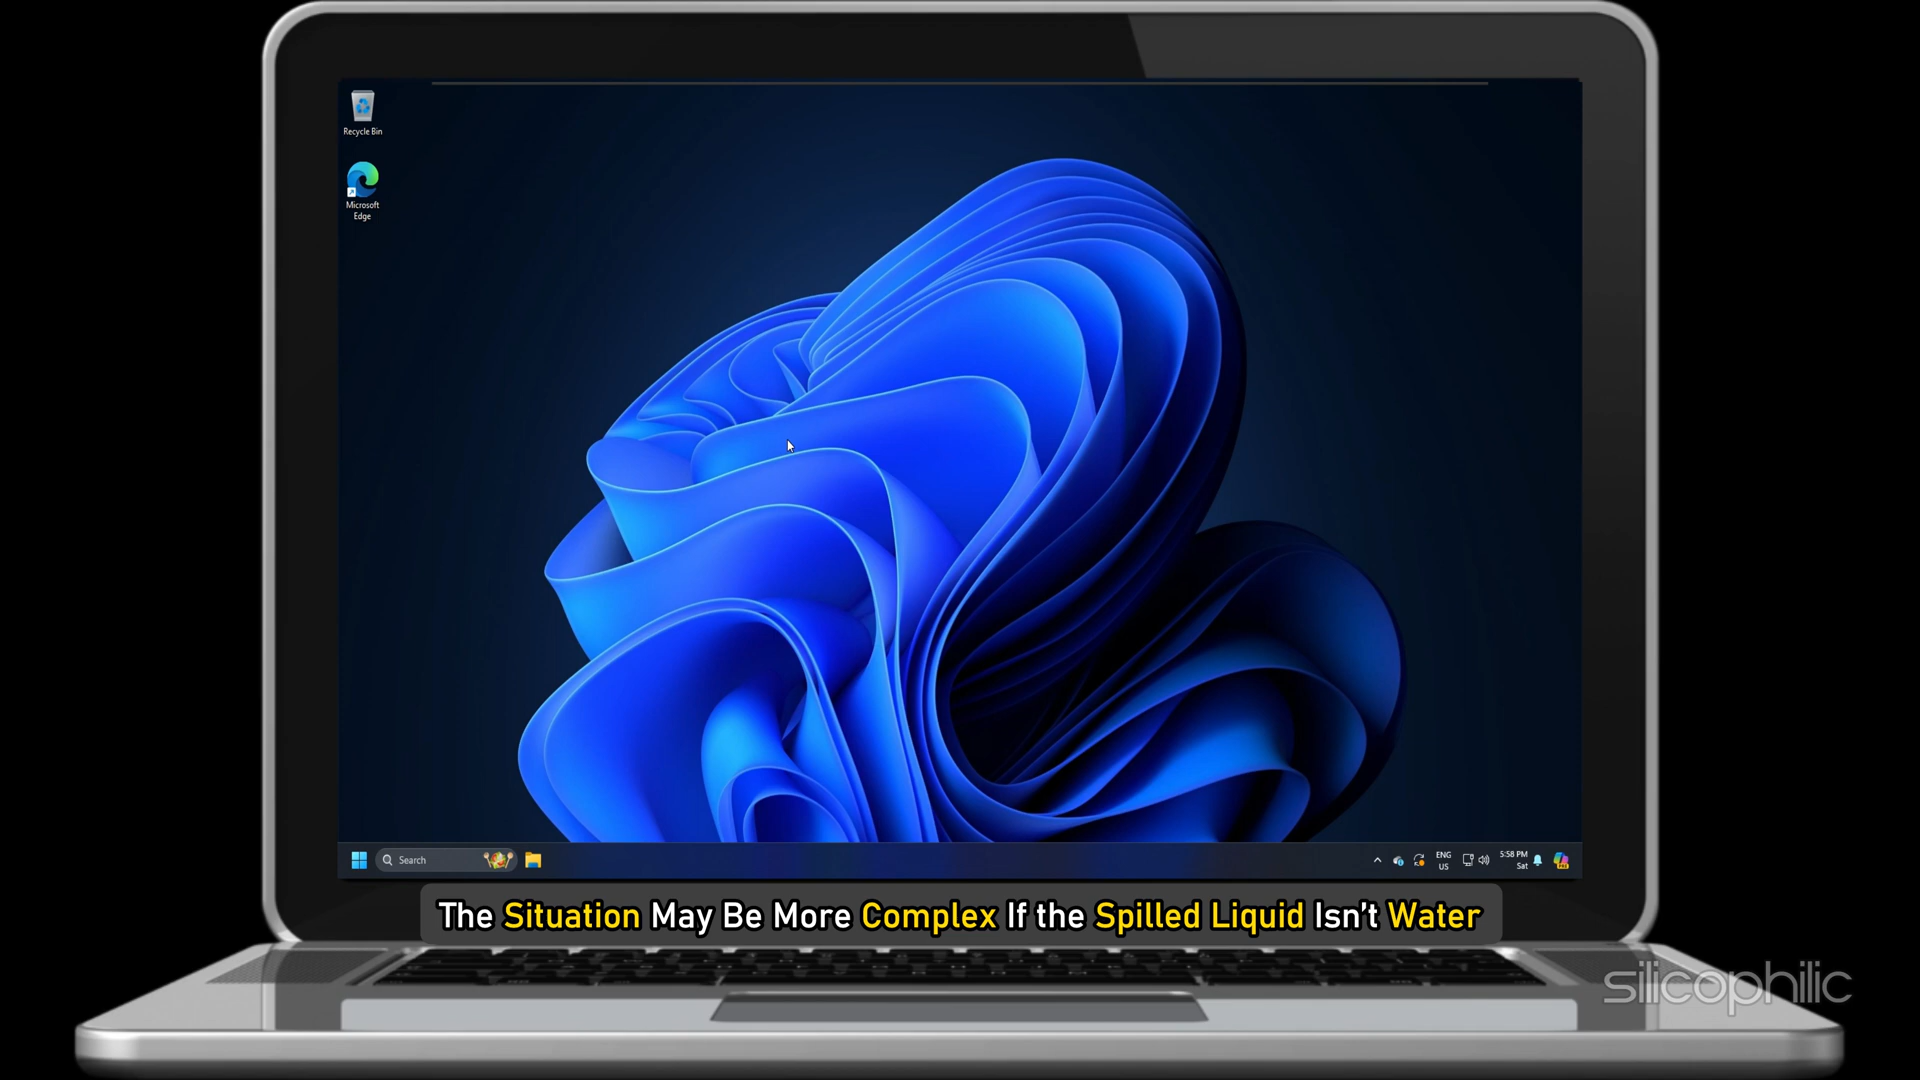 Recycle Bin
Microsoft
Edge
Search
ENG
US
5:58 PM
Sat
The Situation May Be More Complex If the Spilled Liquid Isn't Water
silicophilic